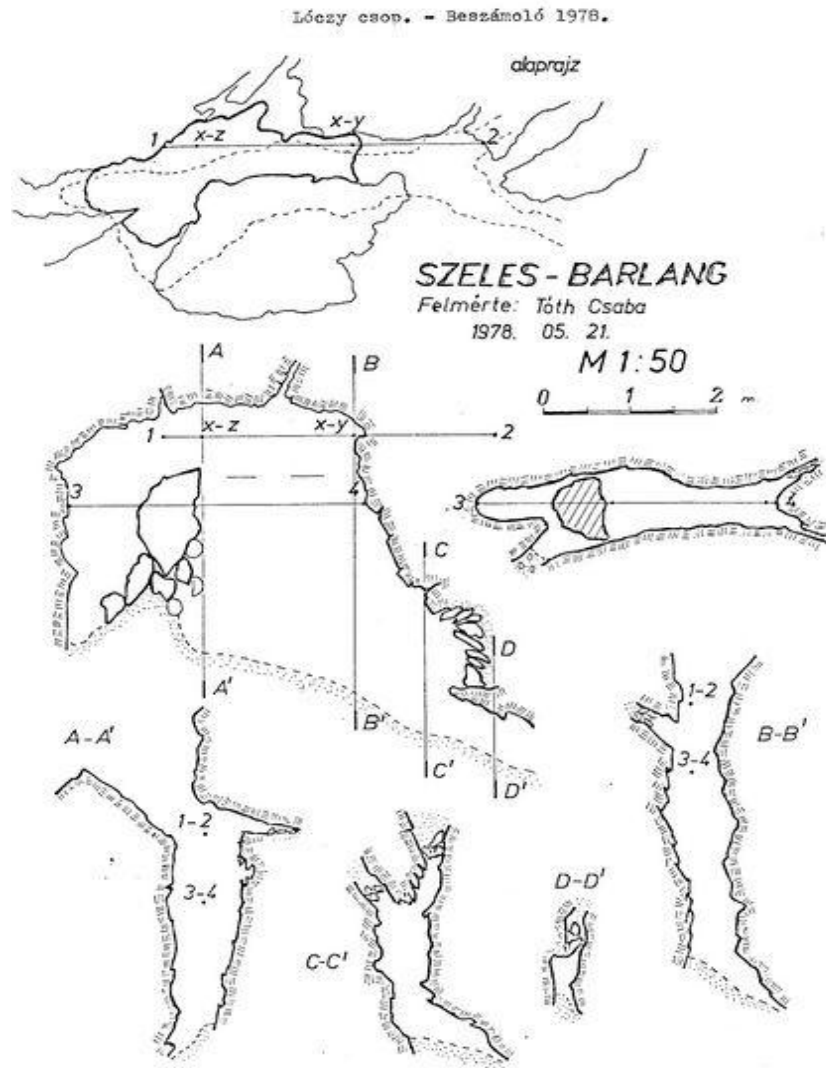 Lóczy csop. - Beszámoló 1978.
alaprajz
1 x-z x-y 2
SZELES - BARLANG
Felmérte: Tóth Csaba
1978. 05. 21.
M 1:50
0 1 2 m.
A B
1 x-z x-y 2
3 4
3 4
C
D
A' B' C' D'
A-A'
1-2
3-4
C-C'
D-D'
B-B'
1-2
3-4